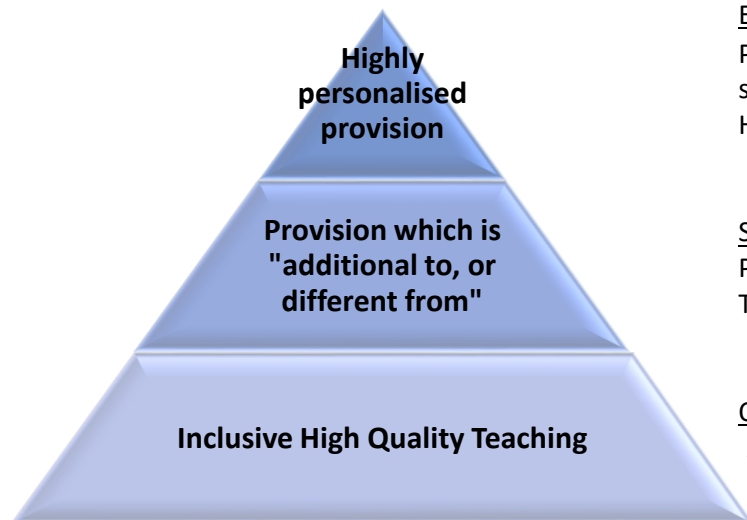 Highly
personalised
provision
Provision which is
"additional to, or
different from"
Inclusive High Quality Teaching